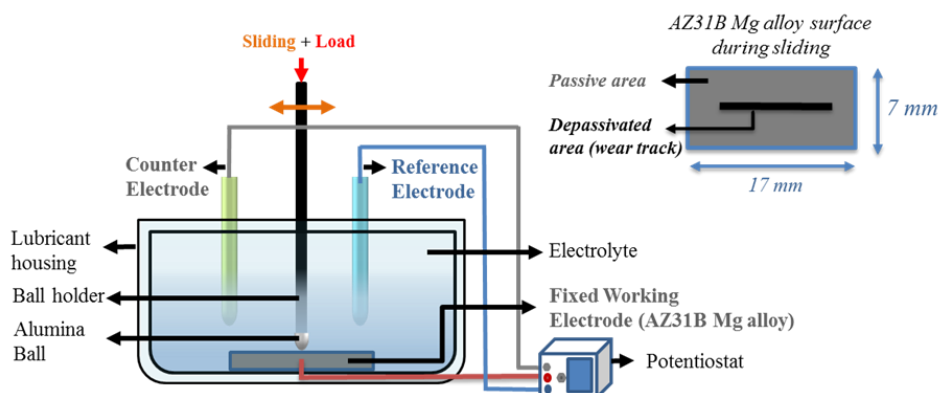 Sliding + Load
AZ31B Mg alloy surface
during sliding
Passive area
Depassivated
area (wear track)
7 mm
17 mm
Counter
Electrode
Reference
Electrode
Lubricant
housing
Electrolyte
Ball holder
Fixed Working
Electrode (AZ31B Mg alloy)
Alumina
Ball
Potentiostat